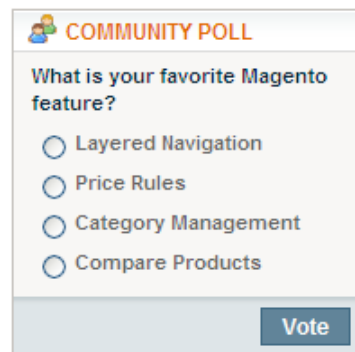 COMMUNITY POLL
What is your favorite Magento
feature?
Layered Navigation
Price Rules
Category Management
Compare Products
Vote